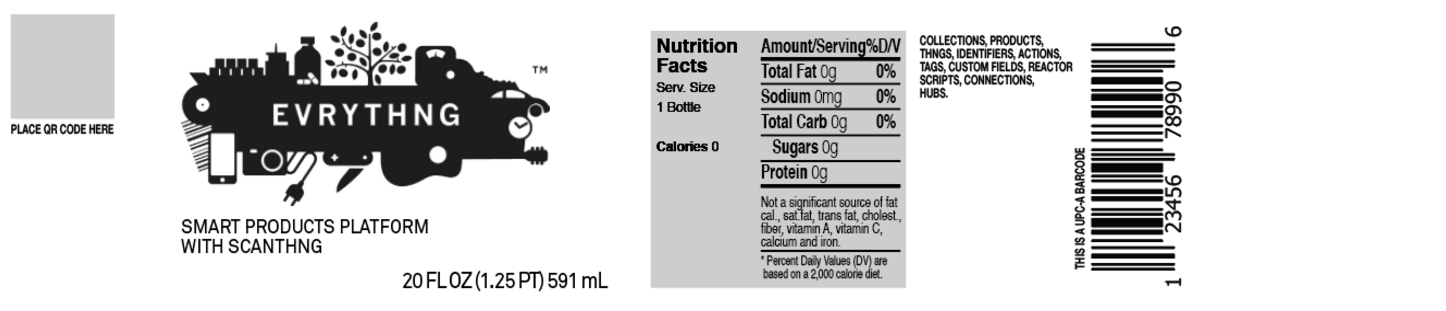 PLACE QR CODE HERE
EVRYTHNG
TM
SMART PRODUCTS PLATFORM
WITH SCANTHNG
20 FL OZ (1.25 PT) 591 mL
Nutrition
Facts
Serv. Size
1 Bottle
Calories 0
Amount/Serving%D/V
Total Fat 0g 0%
Sodium 0mg 0%
Total Carb 0g 0%
Sugars 0g
Protein 0g
Not a significant source of fat
cal., sat.fat, trans fat, cholest.,
fiber, vitamin A, vitamin C,
calcium and iron.
* Percent Daily Values (DV) are
based on a 2,000 calorie diet.
COLLECTIONS, PRODUCTS,
THNGS, IDENTIFIERS, ACTIONS,
TAGS, CUSTOM FIELDS, REACTOR
SCRIPTS, CONNECTIONS,
HUBS.
THIS IS A UPC-A BARCODE
1 23456 78990 6